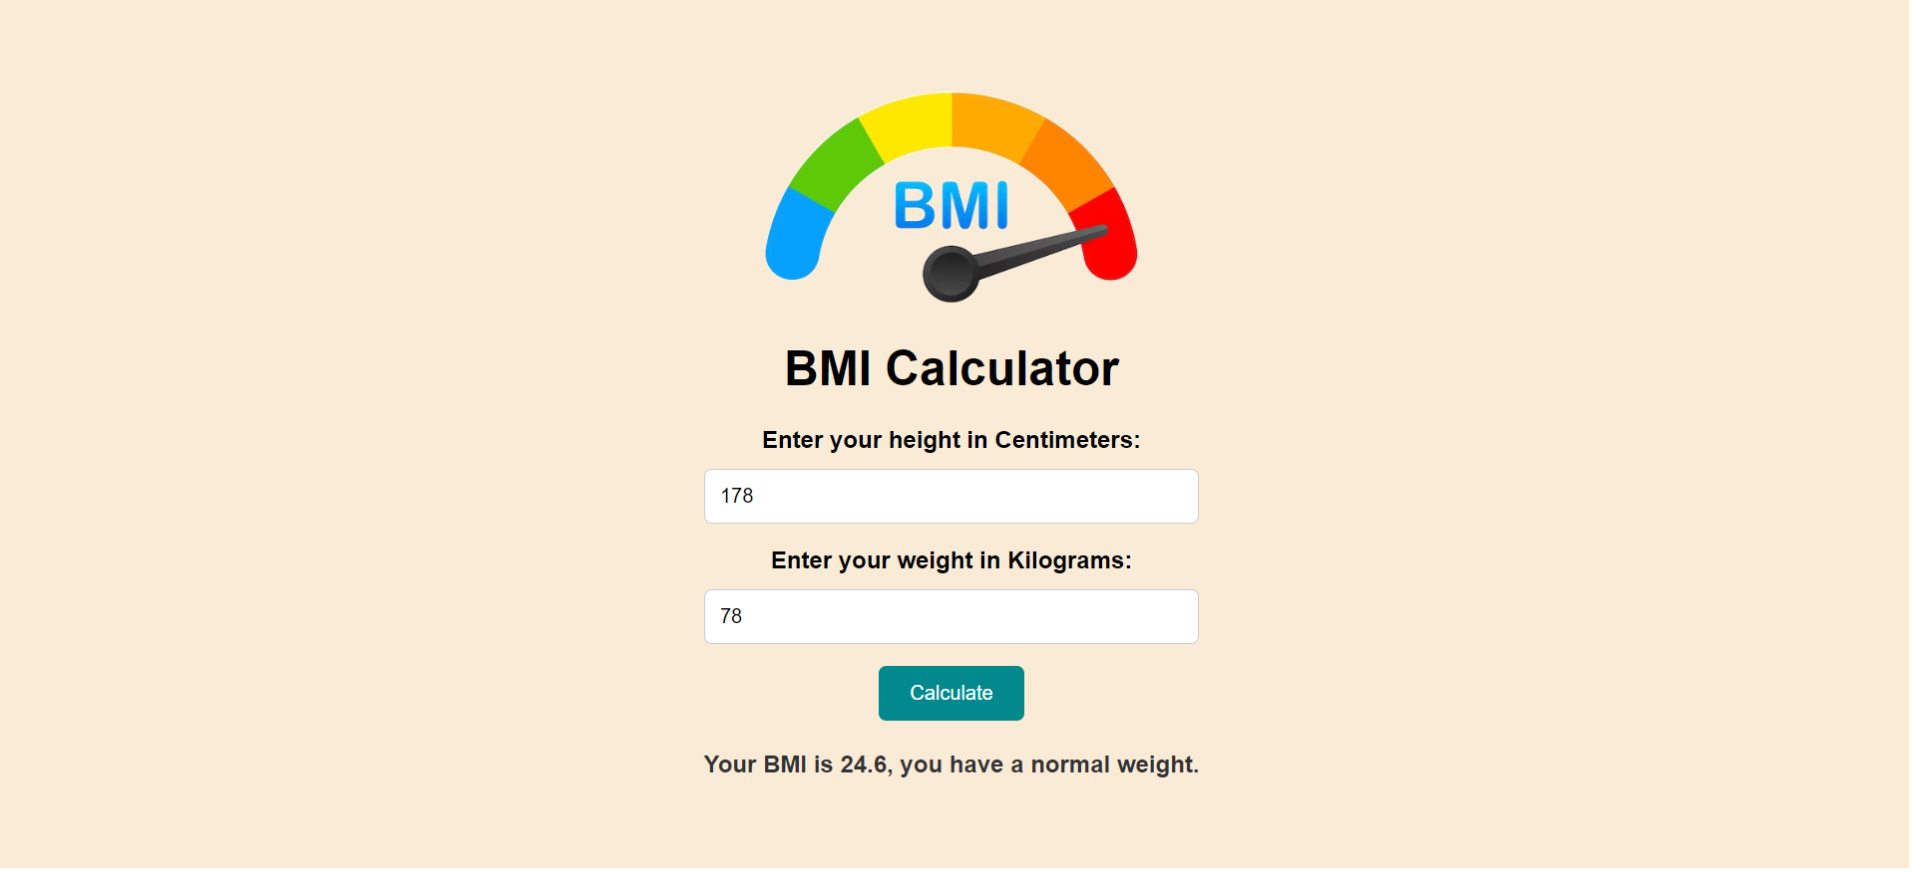 BMI
BMI Calculator
Enter your height in Centimeters:
178
Enter your weight in Kilograms:
78
Calculate
Your BMI is 24.6, you have a normal weight.